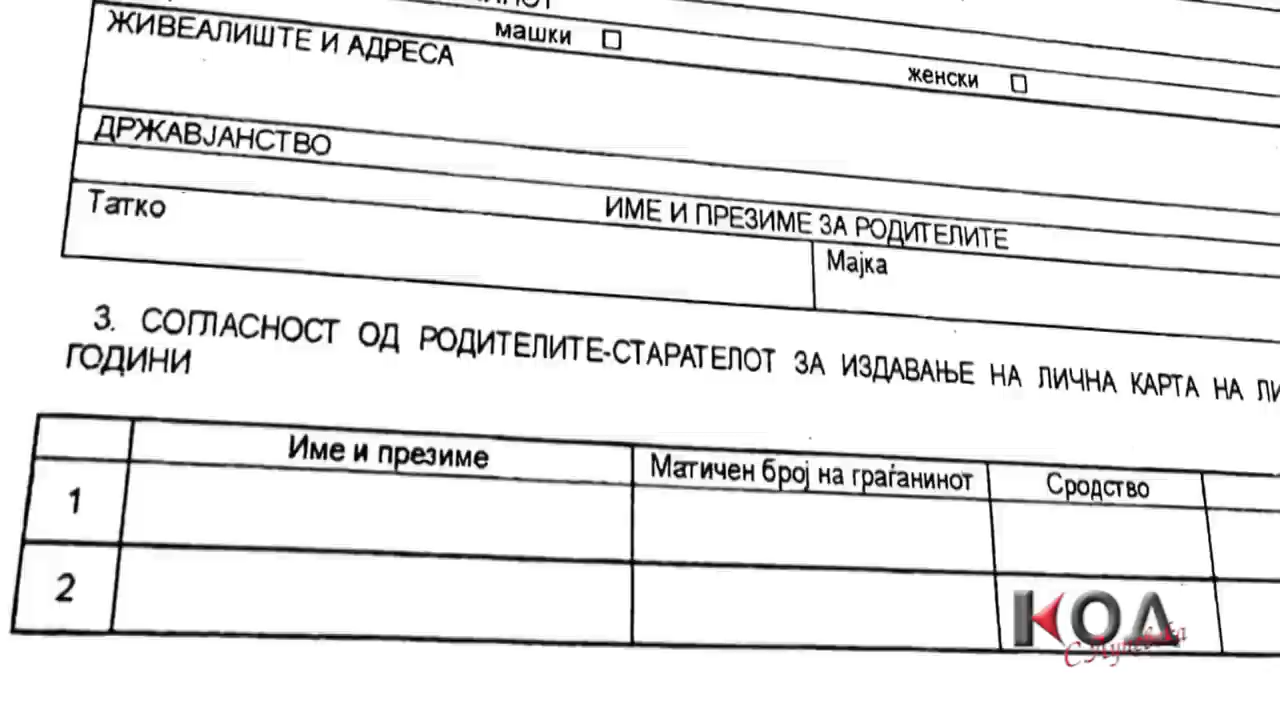 машки
женски
ЖИВЕАЛИШТЕ И АДРЕСА
ДРЖАВЈАНСТВО
ИМЕ И ПРЕЗИМЕ ЗА РОДИТЕЛИТЕ
Татко
Мајка
3. СОГЛАСНОСТ ОД РОДИТЕЛИТЕ-СТАРАТЕЛОТ ЗА ИЗДАВАЊЕ НА ЛИЧНА КАРТА НА
ГОДИНИ
Име и презиме
Матичен број на граѓанинот
Сродство
1
2
КОД